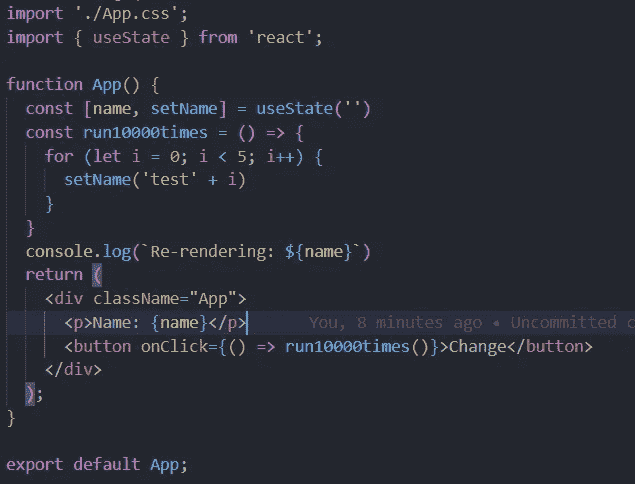 import './App.css';
import { useState } from 'react';
function App() {
const [name, setName] = useState('')
const run10000times = () => {
for (let i = 0; i < 5; i++) {
setName('test' + i)
}
}
console.log(`Re-rendering: ${name}`)
return (
<div className="App">
<p>Name: {name}</p> You, 8 minutes ago • Uncommitted c
<button onClick={() => run10000times()}>Change</button>
</div>
);
}
export default App;